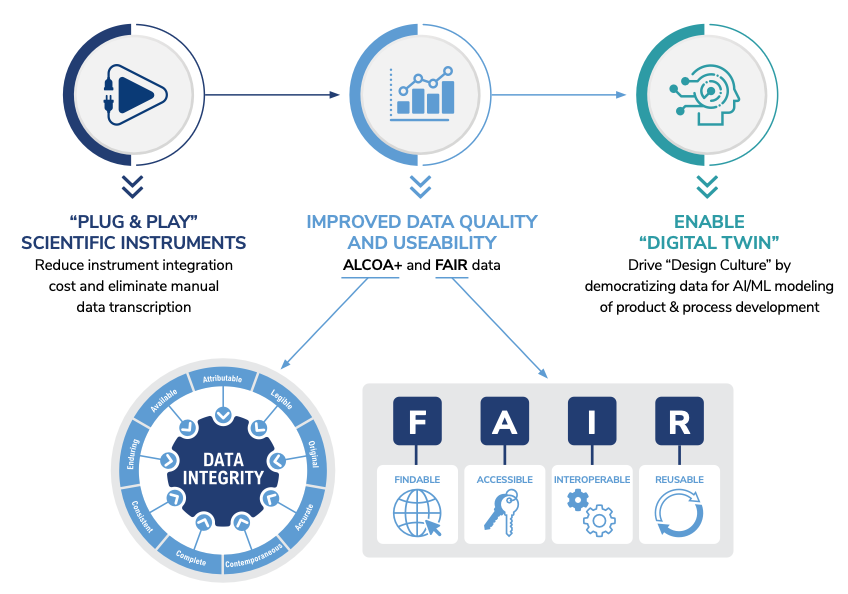 “PLUG & PLAY”
SCIENTIFIC INSTRUMENTS
Reduce instrument integration
cost and eliminate manual
data transcription
IMPROVED DATA QUALITY
AND USEABILITY
ALCOA+ and FAIR data
ENABLE
“DIGITAL TWIN”
Drive “Design Culture” by
democratizing data for AI/ML modeling
of product & process development
Attributable
Legible
Original
Accurate
Contemporaneous
Complete
Consistent
Enduring
Available
DATA
INTEGRITY
F A I R
FINDABLE ACCESSIBLE INTEROPERABLE REUSABLE